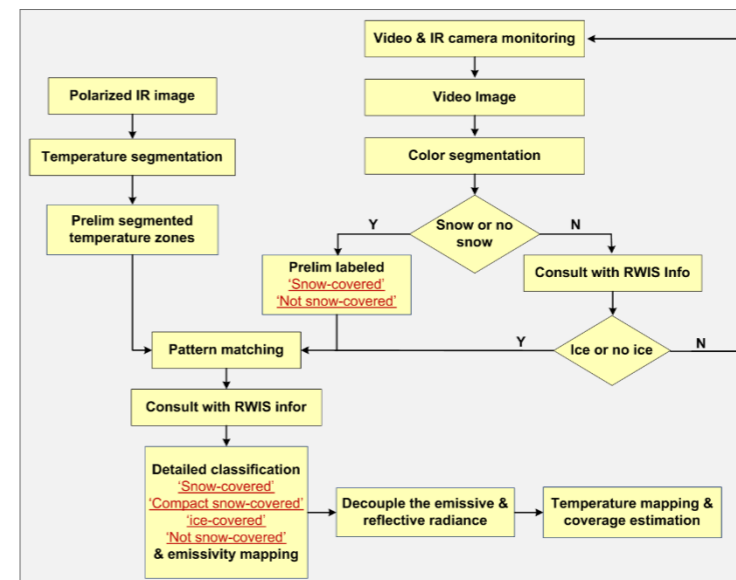 Video & IR camera monitoring
Polarized IR image
Video Image
Temperature segmentation
Color segmentation
Prelim segmented
temperature zones
Snow or no
snow
Y
N
Prelim labeled
‘Snow-covered’
‘Not snow-covered’
Consult with RWIS Info
Pattern matching
Y
Ice or no ice
N
Consult with RWIS infor
Detailed classification
‘Snow-covered’
‘Compact snow-covered’
‘ice-covered’
‘Not snow-covered’
& emissivity mapping
Decouple the emissive &
reflective radiance
Temperature mapping &
coverage estimation